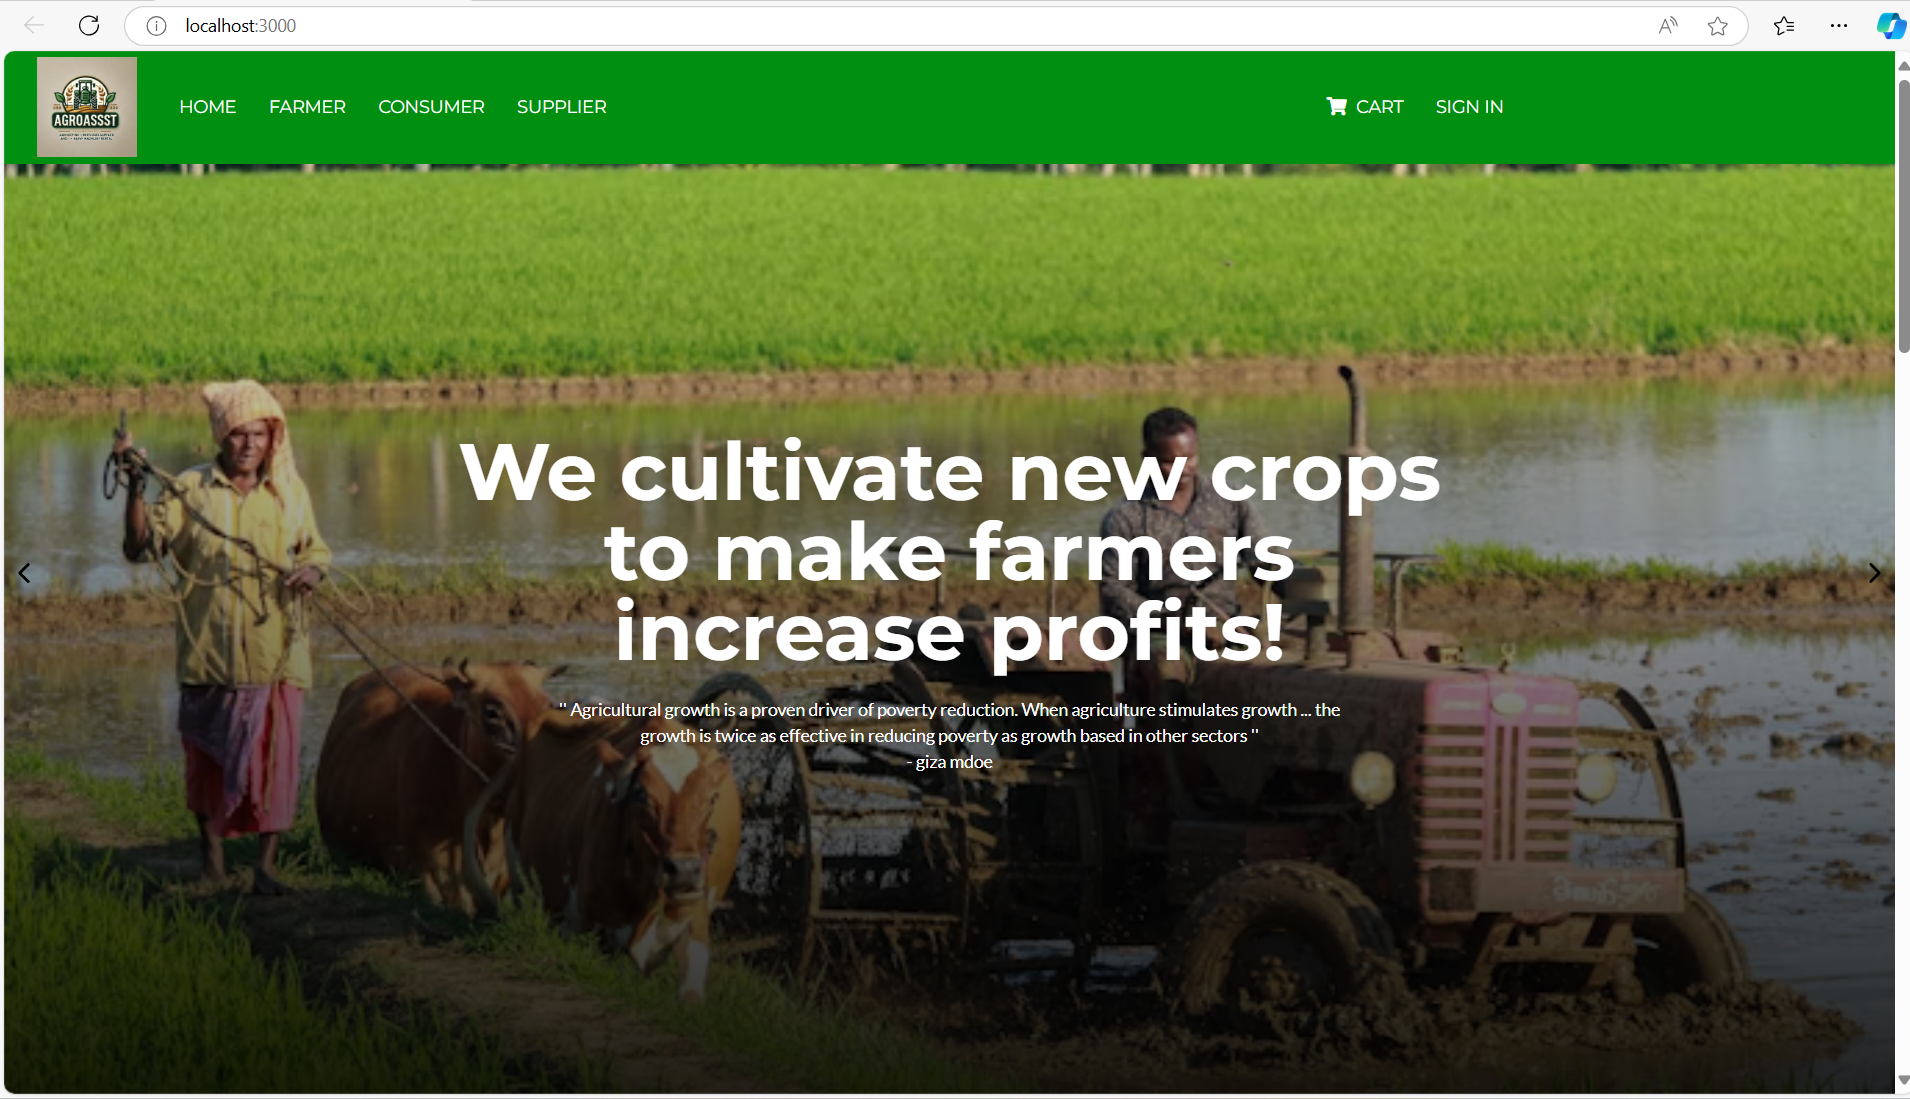 localhost:3000
AGROASSST
HOME FARMER CONSUMER SUPPLIER CART SIGN IN
We cultivate new crops
to make farmers
increase profits!
" Agricultural growth is a proven driver of poverty reduction. When agriculture stimulates growth ... the
growth is twice as effective in reducing poverty as growth based in other sectors "
- giza mdoe